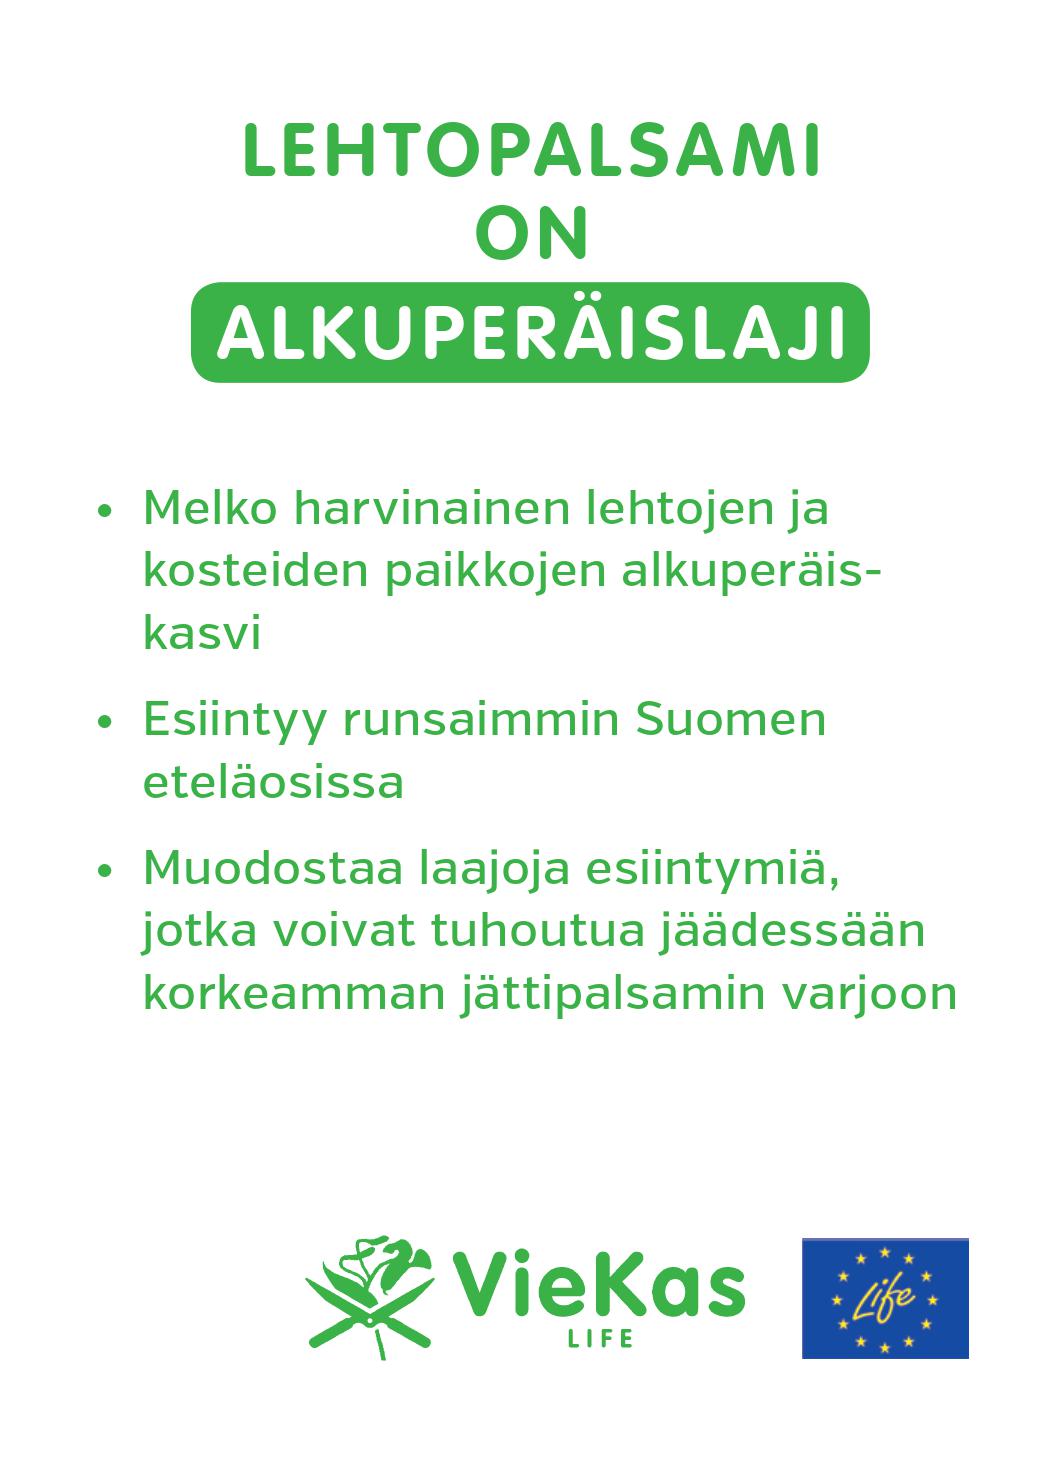 LEHTOPALSAMI
ON
ALKUPERÄISLAJI
• Melko harvinainen lehtojen ja
kosteiden paikkojen alkuperäis-
kasvi
• Esiintyy runsaimmin Suomen
eteläosissa
• Muodostaa laajoja esiintymiä,
jotka voivat tuhoutua jäädessään
korkeamman jättipalsamin varjoon
VieKas
LIFE
Life